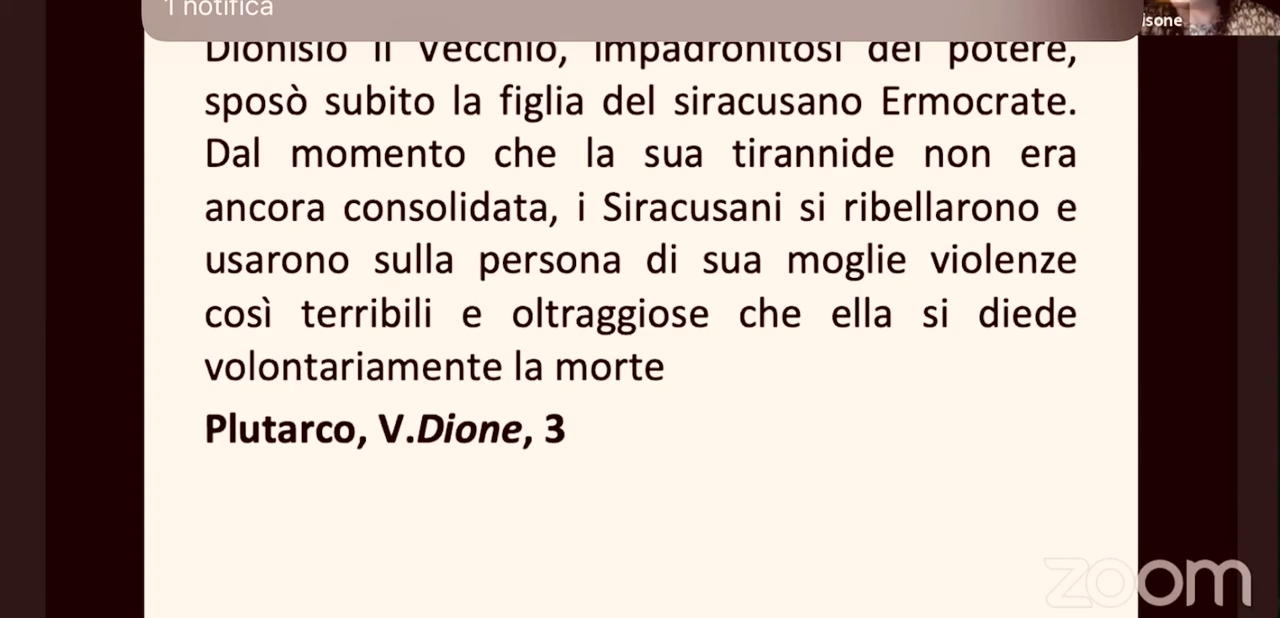 1 notifica
isone
Dionisio il Vecchio, impadronitosi del potere,
sposò subito la figlia del siracusano Ermocrate.
Dal momento che la sua tirannide non era
ancora consolidata, i Siracusani si ribellarono e
usarono sulla persona di sua moglie violenze
così terribili e oltraggiose che ella si diede
volontariamente la morte
Plutarco, V.Dione, 3
zoom